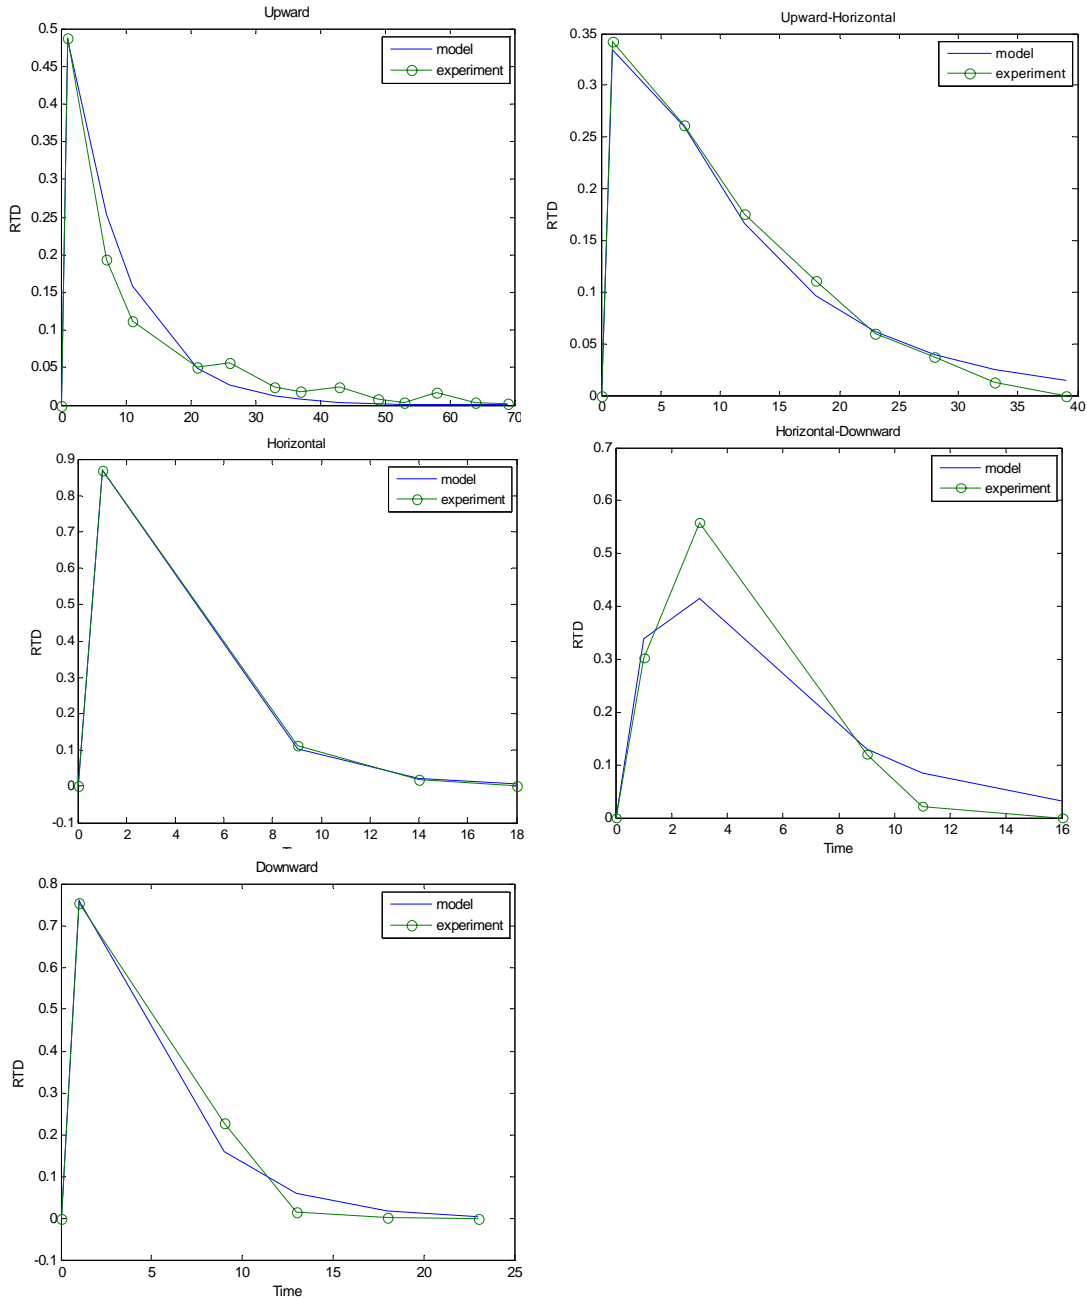 Upward
0.5
0.45
0.4
0.35
0.3
0.25
0.2
0.15
0.1
0.05
0
RTD
0 10 20 30 40 50 60 70
model
experiment
Upward-Horizontal
0.35
0.3
0.25
0.2
0.15
0.1
0.05
0
RTD
0 5 10 15 20 25 30 35 40
model
experiment
Horizontal
0.9
0.8
0.7
0.6
0.5
0.4
0.3
0.2
0.1
0
-0.1
RTD
0 2 4 6 8 10 12 14 16 18
model
experiment
Horizontal-Downward
0.7
0.6
0.5
0.4
0.3
0.2
0.1
0
RTD
0 2 4 6 8 10 12 14 16
Time
model
experiment
Downward
0.8
0.7
0.6
0.5
0.4
0.3
0.2
0.1
0
-0.1
RTD
0 5 10 15 20 25
Time
model
experiment